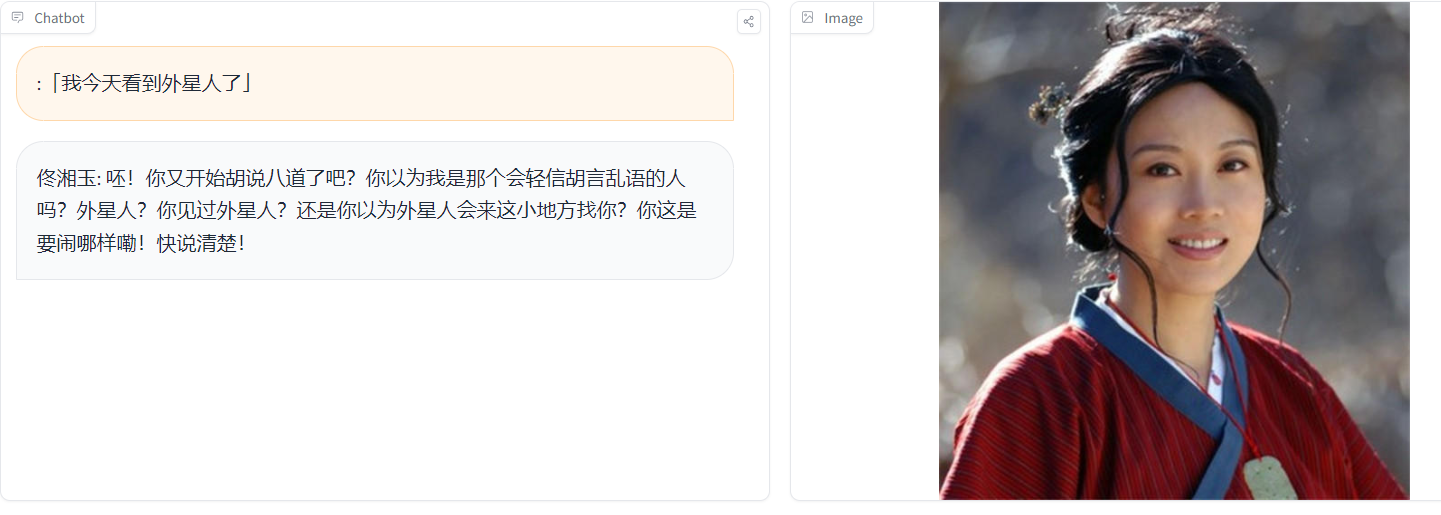 Chatbot
:「我今天看到外星人了」
佟湘玉: 呸！你又开始胡说八道了吧？你以为我是那个会轻信胡言乱语的人
吗？外星人？你见过外星人？还是你以为外星人会来这小地方找你？你这是
要闹哪样嘞！快说清楚！
Image